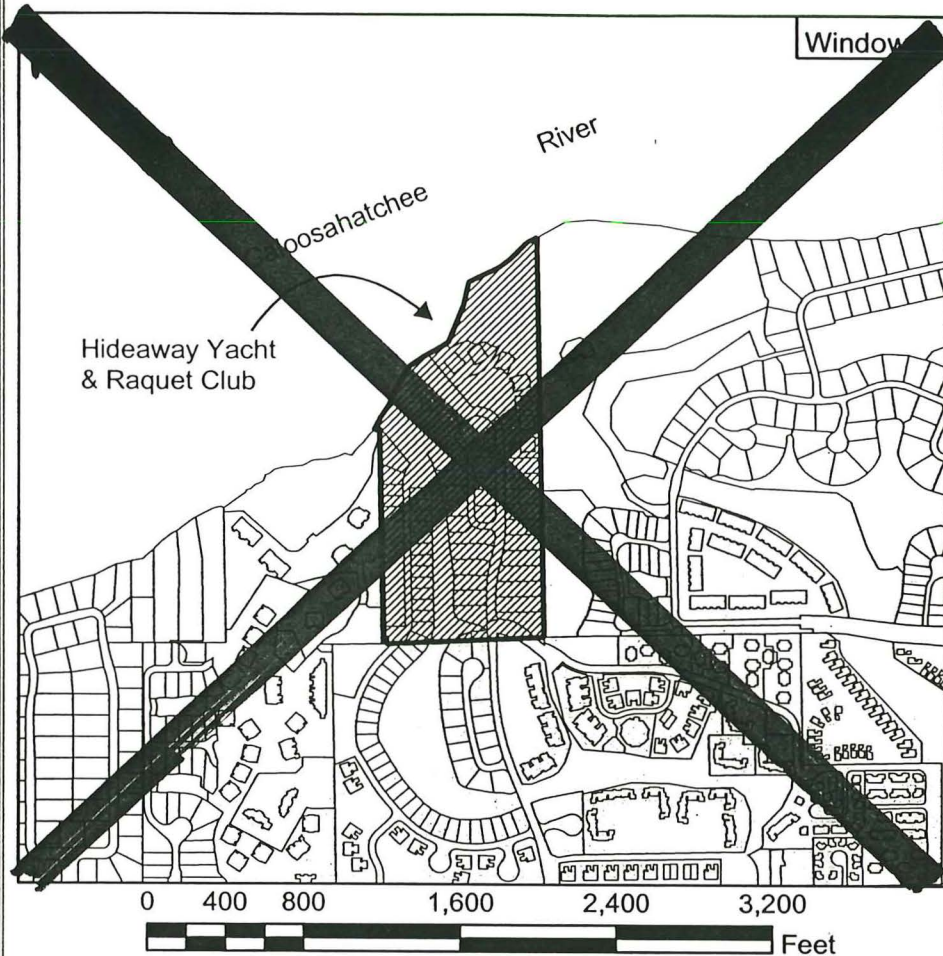 Window
River
Caloosahatchee
Hideaway Yacht
& Raquet Club
0 400 800 1,600 2,400 3,200
Feet